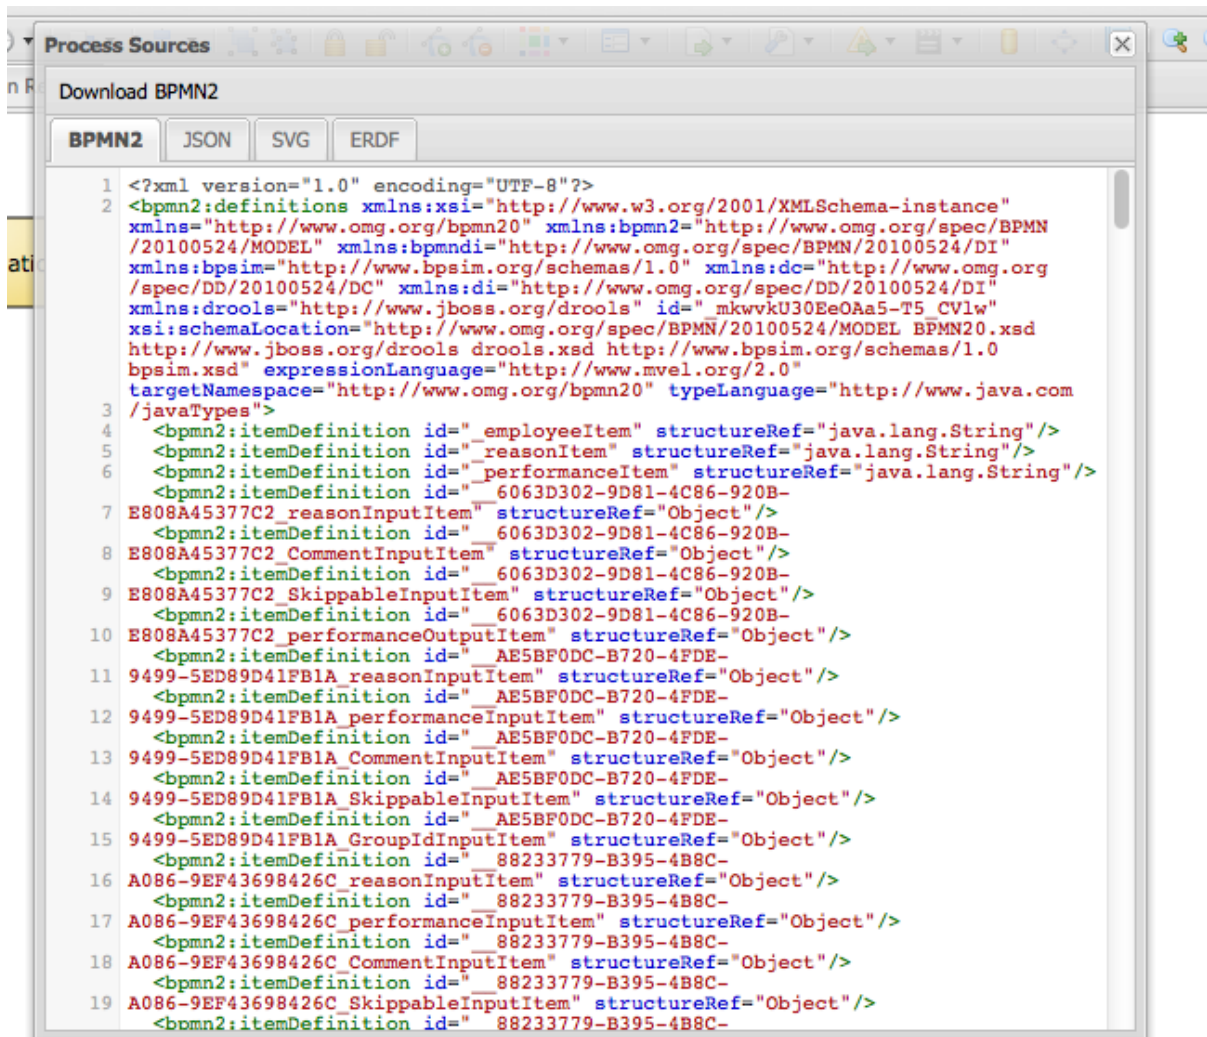 Process Sources
n R
Download BPMN2
BPMN2 JSON SVG ERDF
1 <?xml version="1.0" encoding="UTF-8"?>
2 <bpmn2:definitions xmlns:xsi="http://www.w3.org/2001/XMLSchema-instance"
xmlns="http://www.omg.org/bpmn20" xmlns:bpmn2="http://www.omg.org/spec/BPMN
/20100524/MODEL" xmlns:bpmndi="http://www.omg.org/spec/BPMN/20100524/DI"
atic
xmlns:bpsim="http://www.bpsim.org/schemas/1.0" xmlns:dc="http://www.omg.org
/spec/DD/20100524/DC" xmlns:di="http://www.omg.org/spec/DD/20100524/DI"
xmlns:drools="http://www.jboss.org/drools" id="_mkwvkU30EeOAa5-T5_CVlw"
xsi:schemaLocation="http://www.omg.org/spec/BPMN/20100524/MODEL BPMN20.xsd
http://www.jboss.org/drools drools.xsd http://www.bpsim.org/schemas/1.0
bpsim.xsd" expressionLanguage="http://www.mvel.org/2.0"
targetNamespace="http://www.omg.org/bpmn20" typeLanguage="http://www.java.com
3 /javaTypes">
4 <bpmn2:itemDefinition id="_employeeItem" structureRef="java.lang.String"/>
5 <bpmn2:itemDefinition id="_reasonItem" structureRef="java.lang.String"/>
6 <bpmn2:itemDefinition id="_performanceItem" structureRef="java.lang.String"/>
<bpmn2:itemDefinition id="__6063D302-9D81-4C86-920B-
7 E808A45377C2_reasonInputItem" structureRef="Object"/>
<bpmn2:itemDefinition id="__6063D302-9D81-4C86-920B-
8 E808A45377C2_CommentInputItem" structureRef="Object"/>
<bpmn2:itemDefinition id="__6063D302-9D81-4C86-920B-
9 E808A45377C2_SkippableInputItem" structureRef="Object"/>
<bpmn2:itemDefinition id="__6063D302-9D81-4C86-920B-
10 E808A45377C2_performanceOutputItem" structureRef="Object"/>
<bpmn2:itemDefinition id="__AE5BF0DC-B720-4FDE-
11 9499-5ED89D41FB1A_reasonInputItem" structureRef="Object"/>
<bpmn2:itemDefinition id="__AE5BF0DC-B720-4FDE-
12 9499-5ED89D41FB1A_performanceInputItem" structureRef="Object"/>
<bpmn2:itemDefinition id="__AE5BF0DC-B720-4FDE-
13 9499-5ED89D41FB1A_CommentInputItem" structureRef="Object"/>
<bpmn2:itemDefinition id="__AE5BF0DC-B720-4FDE-
14 9499-5ED89D41FB1A_SkippableInputItem" structureRef="Object"/>
<bpmn2:itemDefinition id="__AE5BF0DC-B720-4FDE-
15 9499-5ED89D41FB1A_GroupIdInputItem" structureRef="Object"/>
<bpmn2:itemDefinition id="__88233779-B395-4B8C-
16 A086-9EF43698426C_reasonInputItem" structureRef="Object"/>
<bpmn2:itemDefinition id="__88233779-B395-4B8C-
17 A086-9EF43698426C_performanceInputItem" structureRef="Object"/>
<bpmn2:itemDefinition id="__88233779-B395-4B8C-
18 A086-9EF43698426C_CommentInputItem" structureRef="Object"/>
<bpmn2:itemDefinition id="__88233779-B395-4B8C-
19 A086-9EF43698426C_SkippableInputItem" structureRef="Object"/>
<bpmn2:itemDefinition id="__88233779-B395-4B8C-